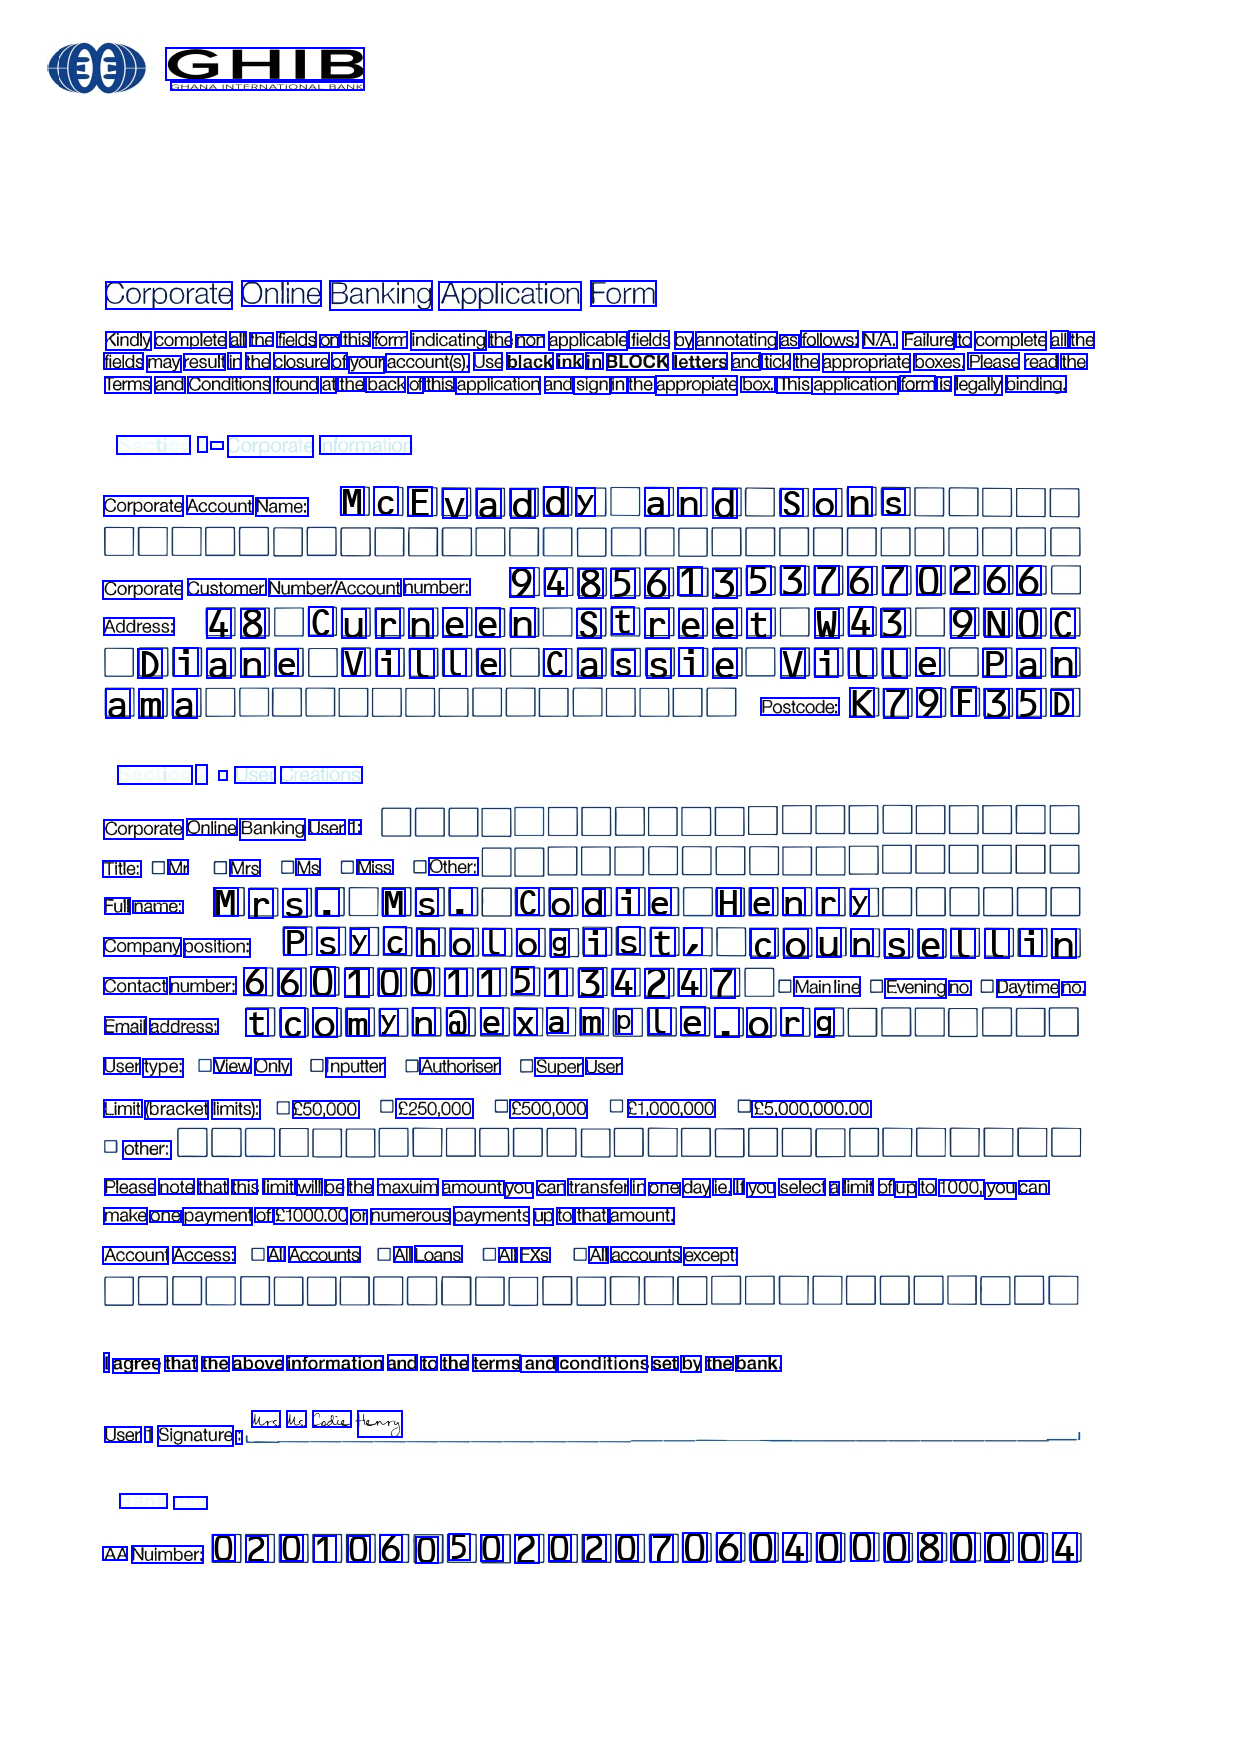 GHIB
GHANA INTERNATIONAL BANK
Corporate Online Banking Application Form
Kindly complete all the fields on this form indicating the non applicable fields by annotating as follows: N/A. Failure to complete all the
fields may result in the closure of your account(s). Use black ink in BLOCK letters and tick the appropriate boxes. Please read the
Terms and Conditions found at the back of this application and sign in the appropiate box. This application form is legally binding.
Corporate Information
Corporate Account Name: McEvaddy and Sons
Corporate Customer Number/Account number: 9485613537670266
Address: 48 Curneen Street W43 9N0C
Diane Ville Cassie Ville Pan
ama Postcode: K79F35D
Section User Creations
Corporate Online Banking User 1:
Title: Mr Mrs Ms Miss Other:
Full name: Mrs. Ms. Codie Henry
Company position: Psychologist, counsellin
Contact number: 660100115134247 Main line Evening no. Daytime no.
Email address: tcomyn@example.org
User type: View Only Inputter Authoriser Super User
Limit (bracket limits): £50,000 £250,000 £500,000 £1,000,000 £5,000,000.00
other:
Please note that this limit will be the maxuim amount you can transfer in one day ie. If you select a limit of up to 1000, you can
make one payment of £1000.00 or numerous payments up to that amount.
Account Access: All Accounts All Loans All FXs All accounts except
I agree that the above information and to the terms and conditions set by the bank.
User 1 Signature: Mrs Ms Codie Henry
AA Nuimber: 02010605020207060400080004